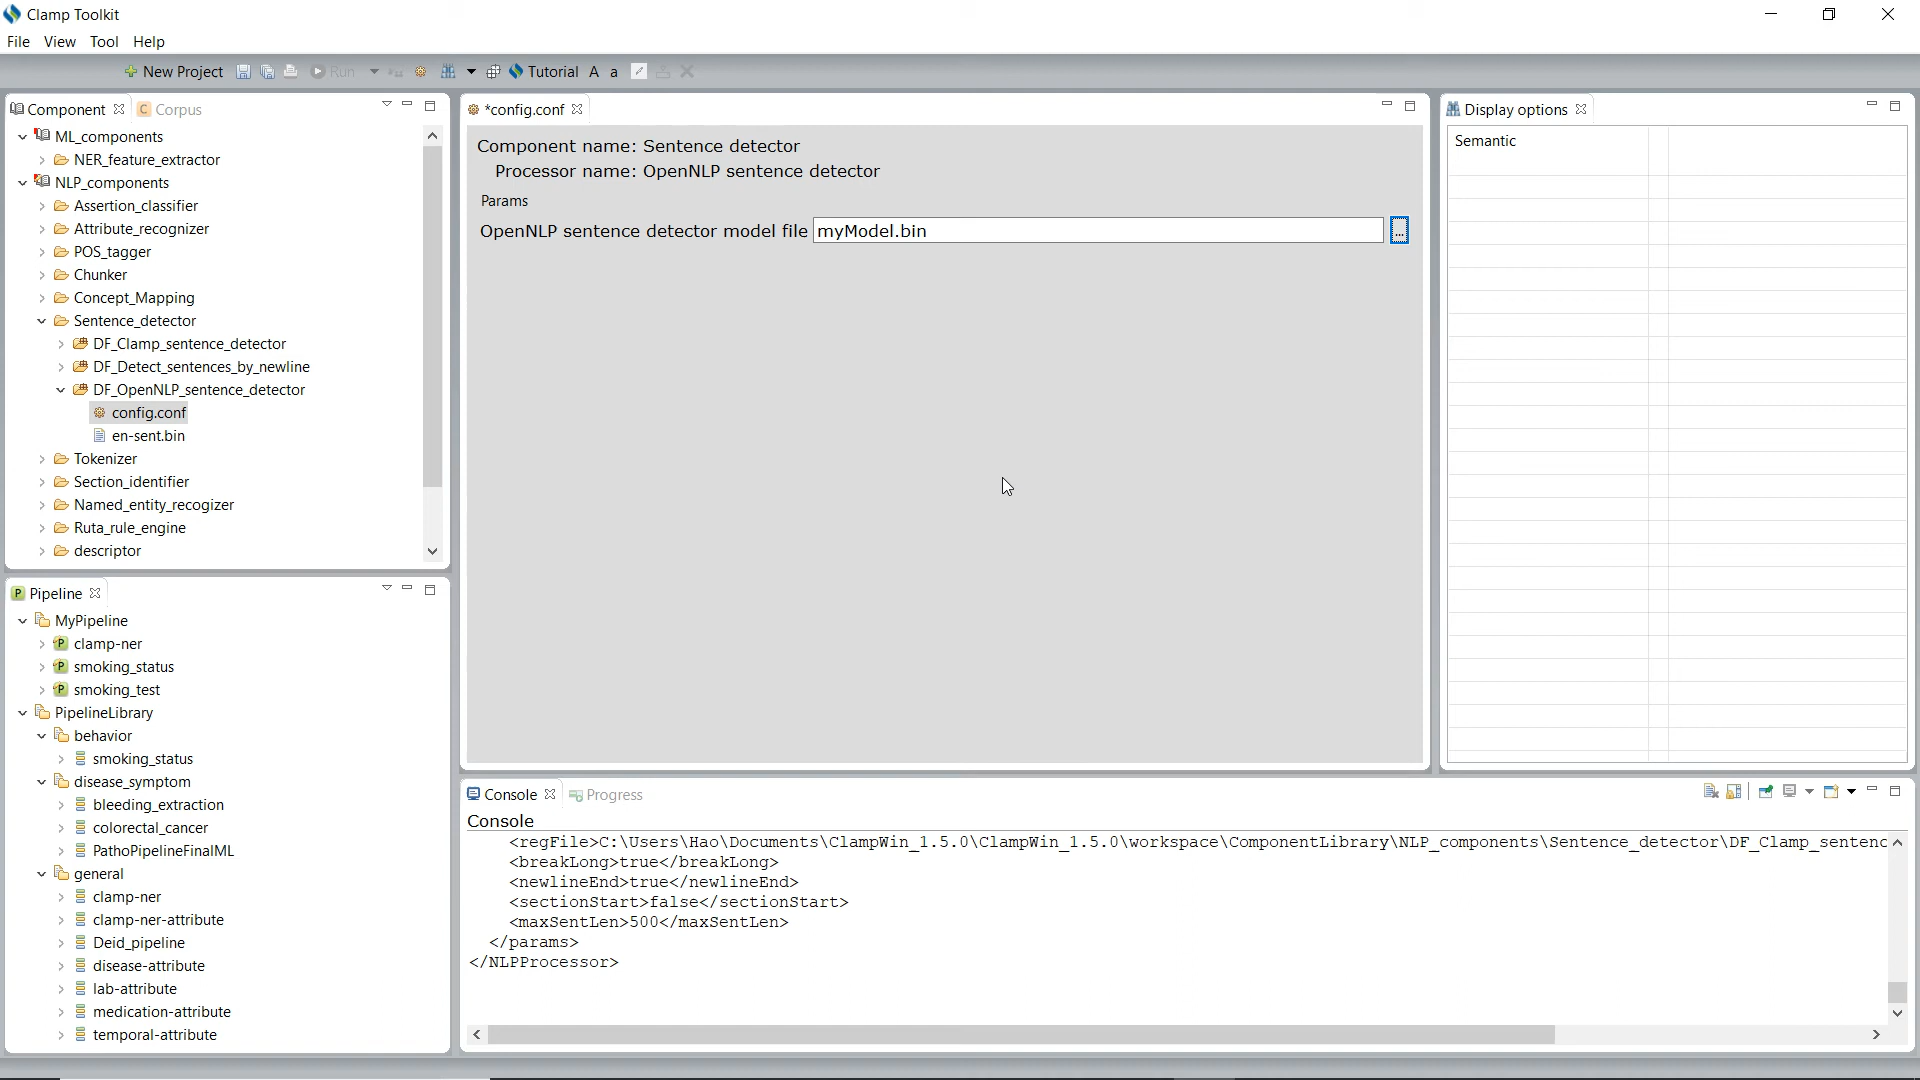 Clamp Toolkit
File View Tool Help
New Project Run Tutorial A a
Component Corpus
ML_components
NER_feature_extractor
NLP_components
Assertion_classifier
Attribute_recognizer
POS_tagger
Chunker
Concept_Mapping
Sentence_detector
DF_Clamp_sentence_detector
DF_Detect_sentences_by_newline
DF_OpenNLP_sentence_detector
config.conf
en-sent.bin
Tokenizer
Section_identifier
Named_entity_recogizer
Ruta_rule_engine
descriptor
P Pipeline
MyPipeline
P clamp-ner
P smoking_status
P smoking_test
PipelineLibrary
behavior
smoking_status
disease_symptom
bleeding_extraction
colorectal_cancer
PathoPipelineFinalML
general
clamp-ner
clamp-ner-attribute
Deid_pipeline
disease-attribute
lab-attribute
medication-attribute
temporal-attribute
*config.conf
Component name: Sentence detector
Processor name: OpenNLP sentence detector
Params
OpenNLP sentence detector model file myModel.bin ...
Display options
Semantic
Console Progress
Console
<regFile>C:\Users\Hao\Documents\ClampWin_1.5.0\ClampWin_1.5.0\workspace\ComponentLibrary\NLP_components\Sentence_detector\DF_Clamp_sentenc
<breakLong>true</breakLong>
<newlineEnd>true</newlineEnd>
<sectionStart>false</sectionStart>
<maxSentLen>500</maxSentLen>
</params>
</NLPProcessor>